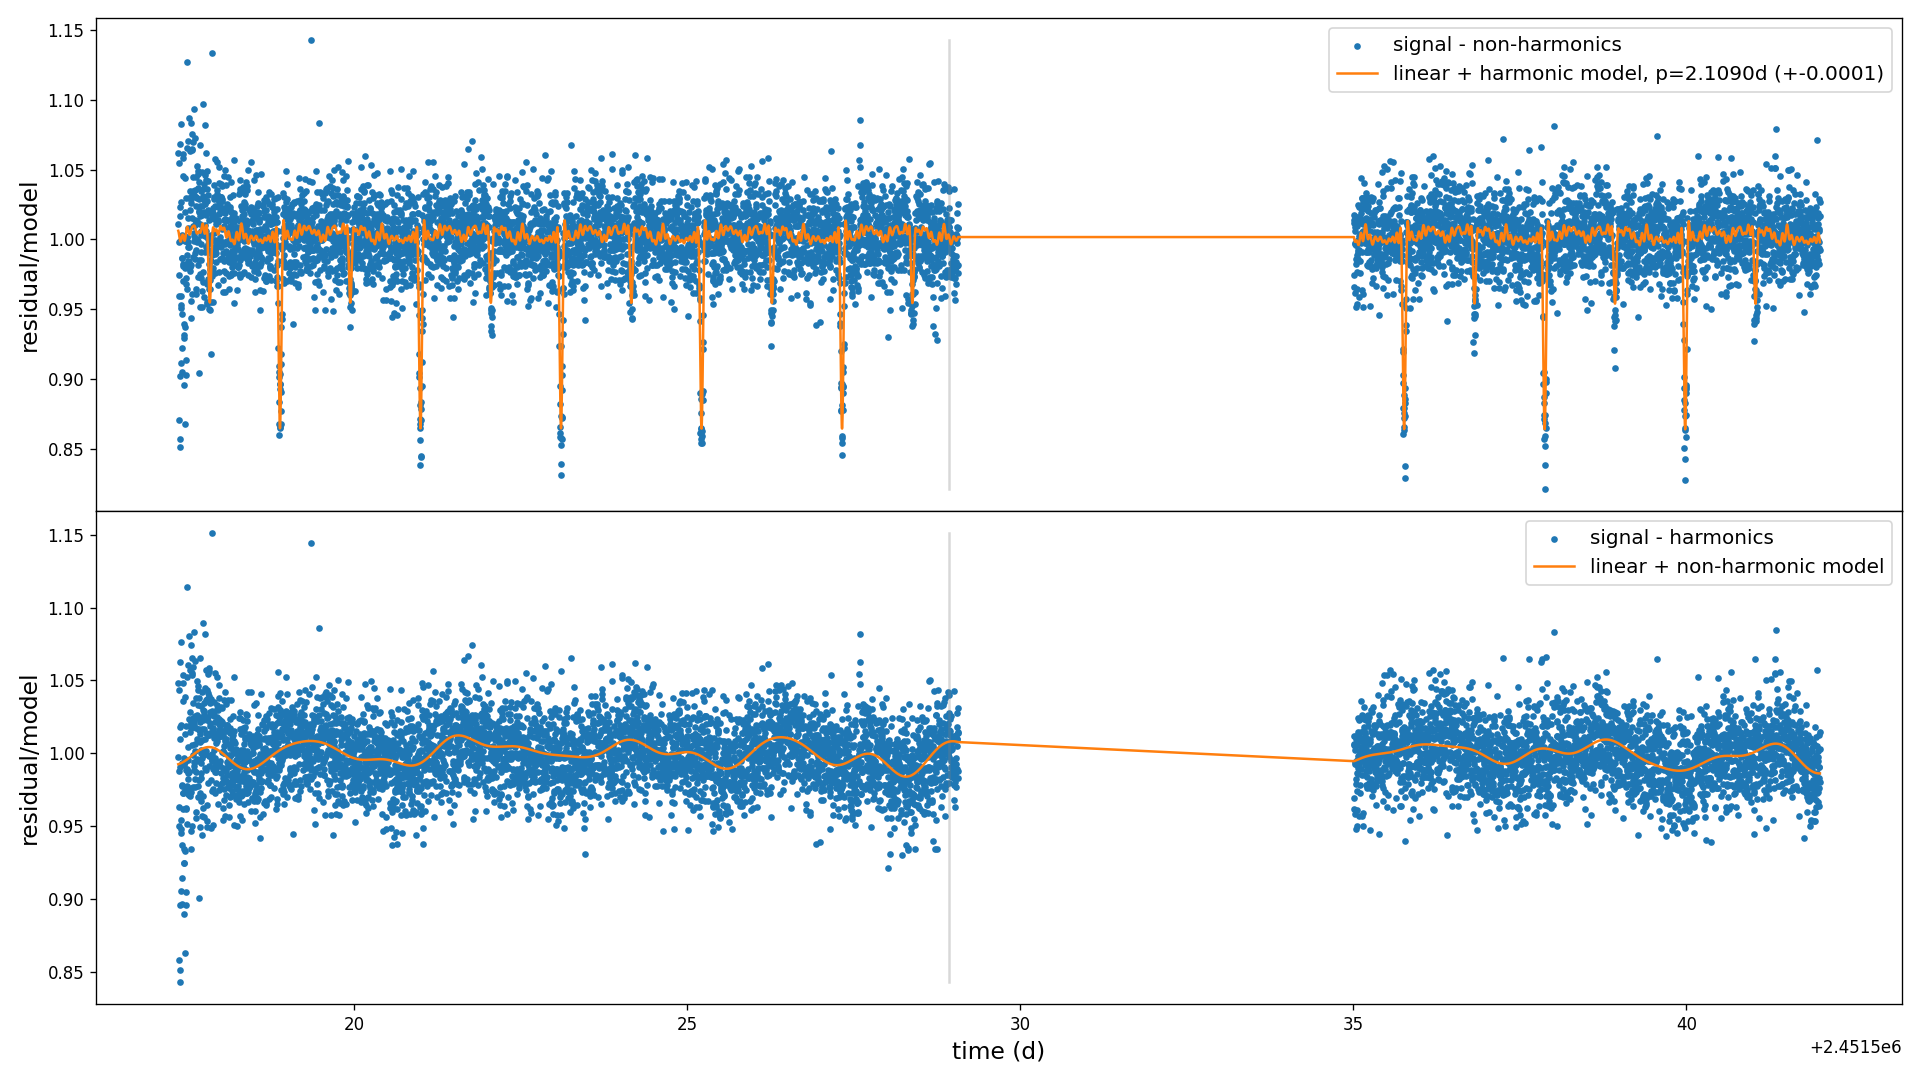 1.15
1.10
1.05
1.00
0.95
0.90
0.85
residual/model
signal - non-harmonics
linear + harmonic model, p=2.1090d (+-0.0001)
1.15
1.10
1.05
1.00
0.95
0.90
0.85
residual/model
signal - harmonics
linear + non-harmonic model
20
25
30
35
40
time (d)
+2.4515e6